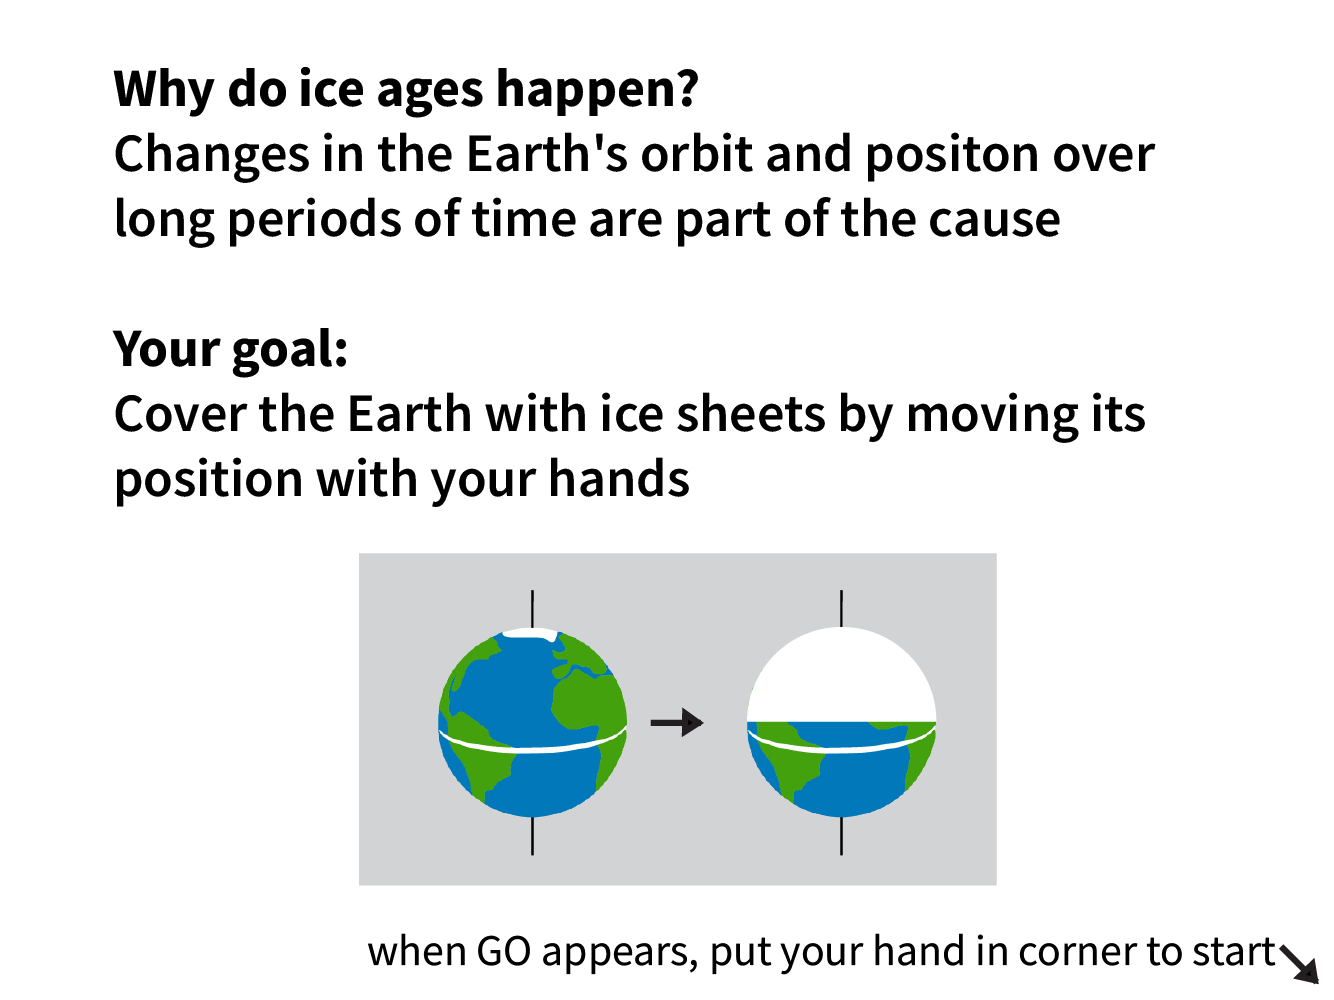 Why do ice ages happen?
Changes in the Earth's orbit and positon over
long periods of time are part of the cause
Your goal:
Cover the Earth with ice sheets by moving its
position with your hands
when GO appears, put your hand in corner to start